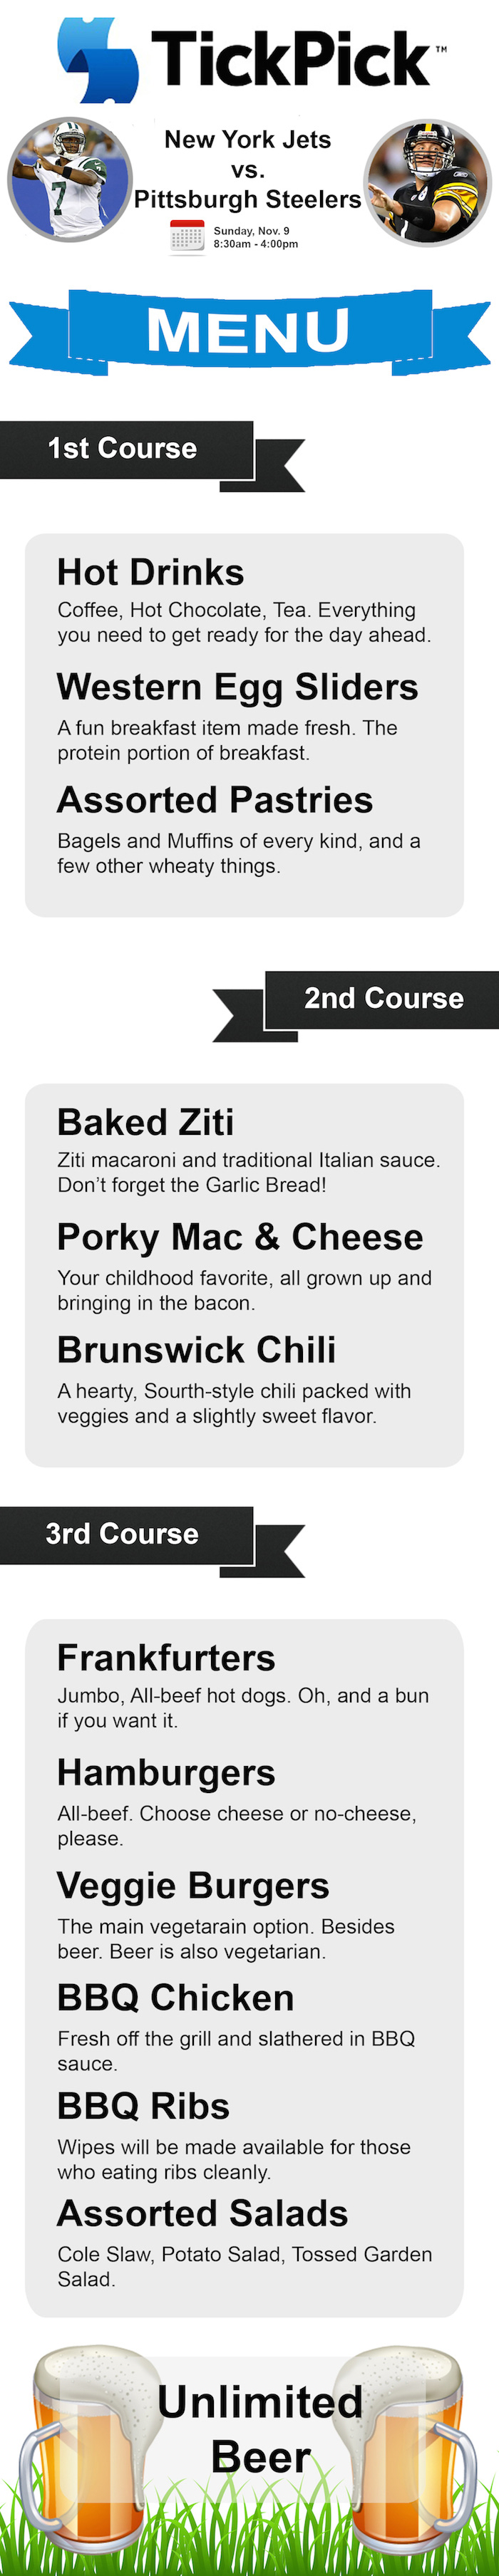 TickPick™
New York Jets
vs.
Pittsburgh Steelers
Sunday, Nov. 9
8:30am - 4:00pm
MENU
1st Course
Hot Drinks
Coffee, Hot Chocolate, Tea. Everything
you need to get ready for the day ahead.
Western Egg Sliders
A fun breakfast item made fresh. The
protein portion of breakfast.
Assorted Pastries
Bagels and Muffins of every kind, and a
few other wheaty things.
2nd Course
Baked Ziti
Ziti macaroni and traditional Italian sauce.
Don't forget the Garlic Bread!
Porky Mac & Cheese
Your childhood favorite, all grown up and
bringing in the bacon.
Brunswick Chili
A hearty, Sourth-style chili packed with
veggies and a slightly sweet flavor.
3rd Course
Frankfurters
Jumbo, All-beef hot dogs. Oh, and a bun
if you want it.
Hamburgers
All-beef. Choose cheese or no-cheese,
please.
Veggie Burgers
The main vegetarain option. Besides
beer. Beer is also vegetarian.
BBQ Chicken
Fresh off the grill and slathered in BBQ
sauce.
BBQ Ribs
Wipes will be made available for those
who eating ribs cleanly.
Assorted Salads
Cole Slaw, Potato Salad, Tossed Garden
Salad.
Unlimited
Beer